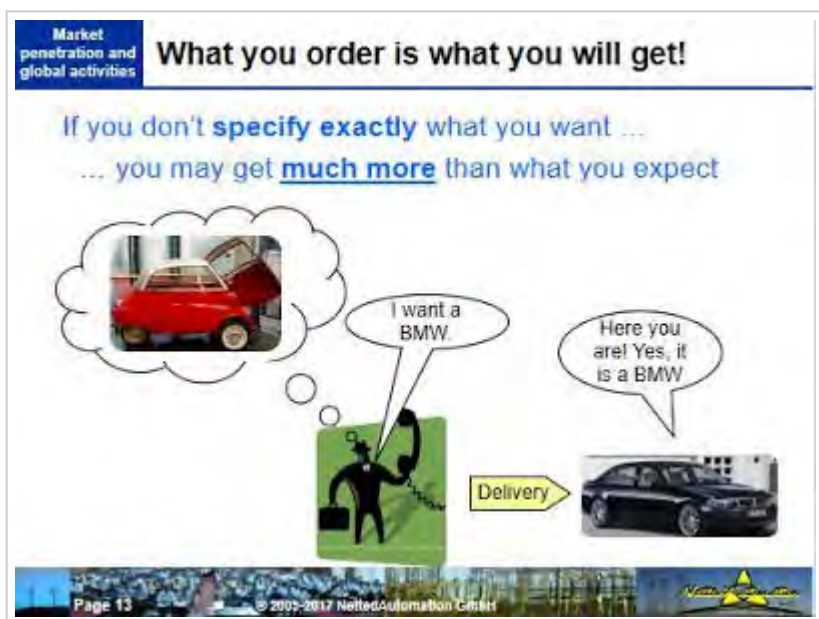 Market
penetration and
global activities
What you order is what you will get!
If you don't specify exactly what you want ...
... you may get much more than what you expect
I want a
BMW.
Here you
are! Yes, it
is a BMW
Delivery
Page 13
© 2003-2017 NettedAutomation GmbH